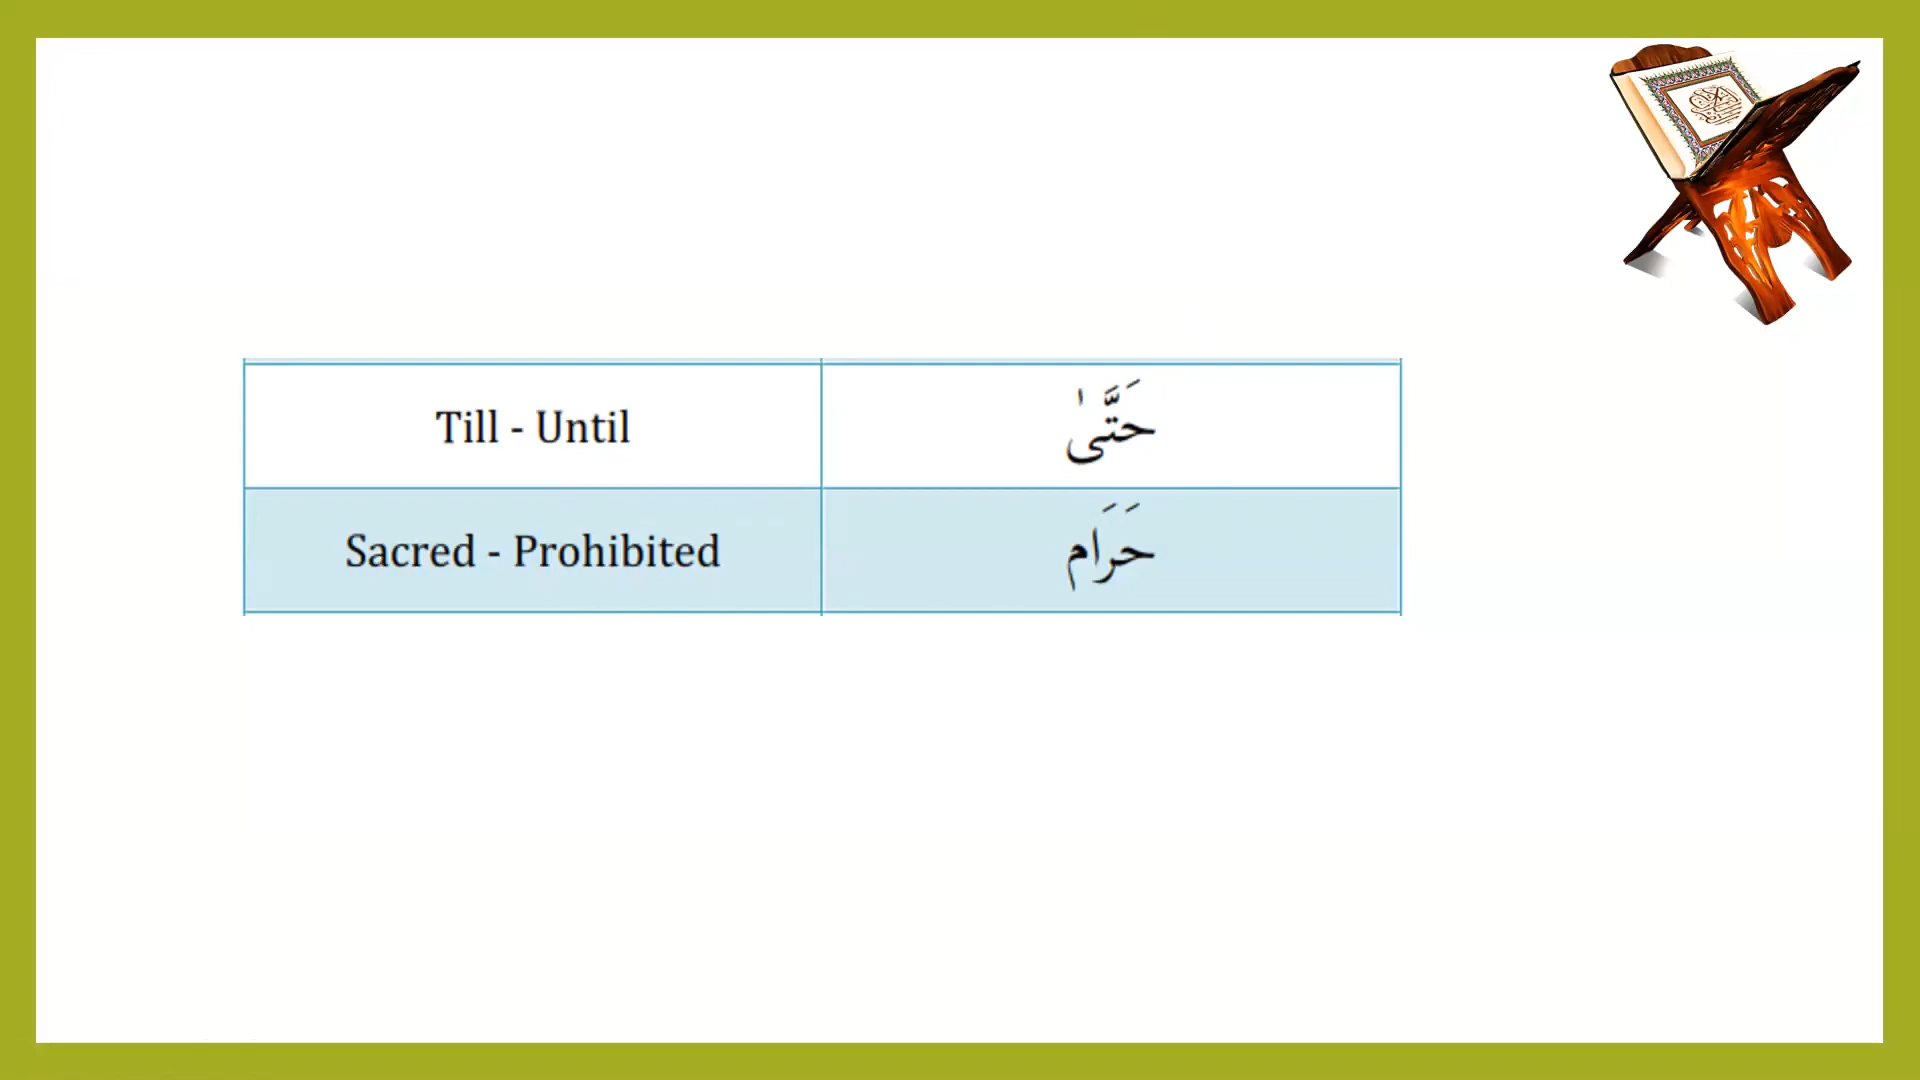 Till - Until
حَتَّىٰ
Sacred - Prohibited
حَرَام